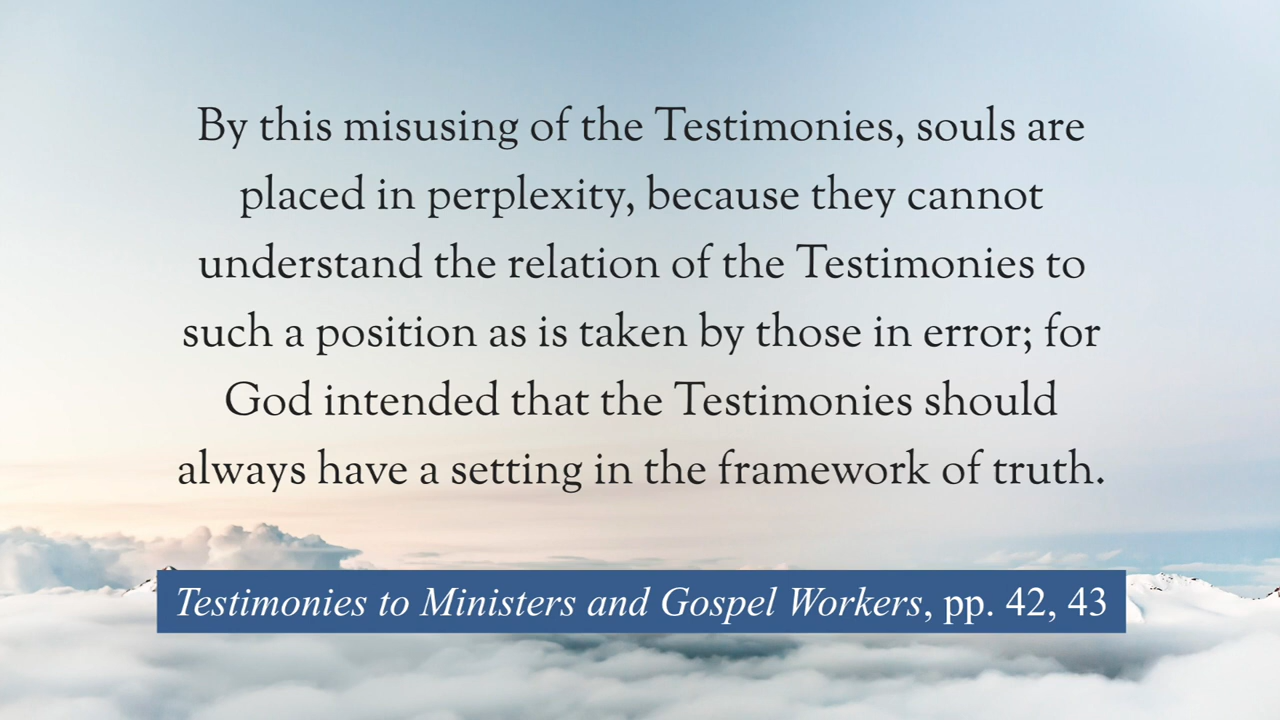 By this misusing of the Testimonies, souls are
placed in perplexity, because they cannot
understand the relation of the Testimonies to
such a position as is taken by those in error; for
God intended that the Testimonies should
always have a setting in the framework of truth.
Testimonies to Ministers and Gospel Workers, pp. 42, 43